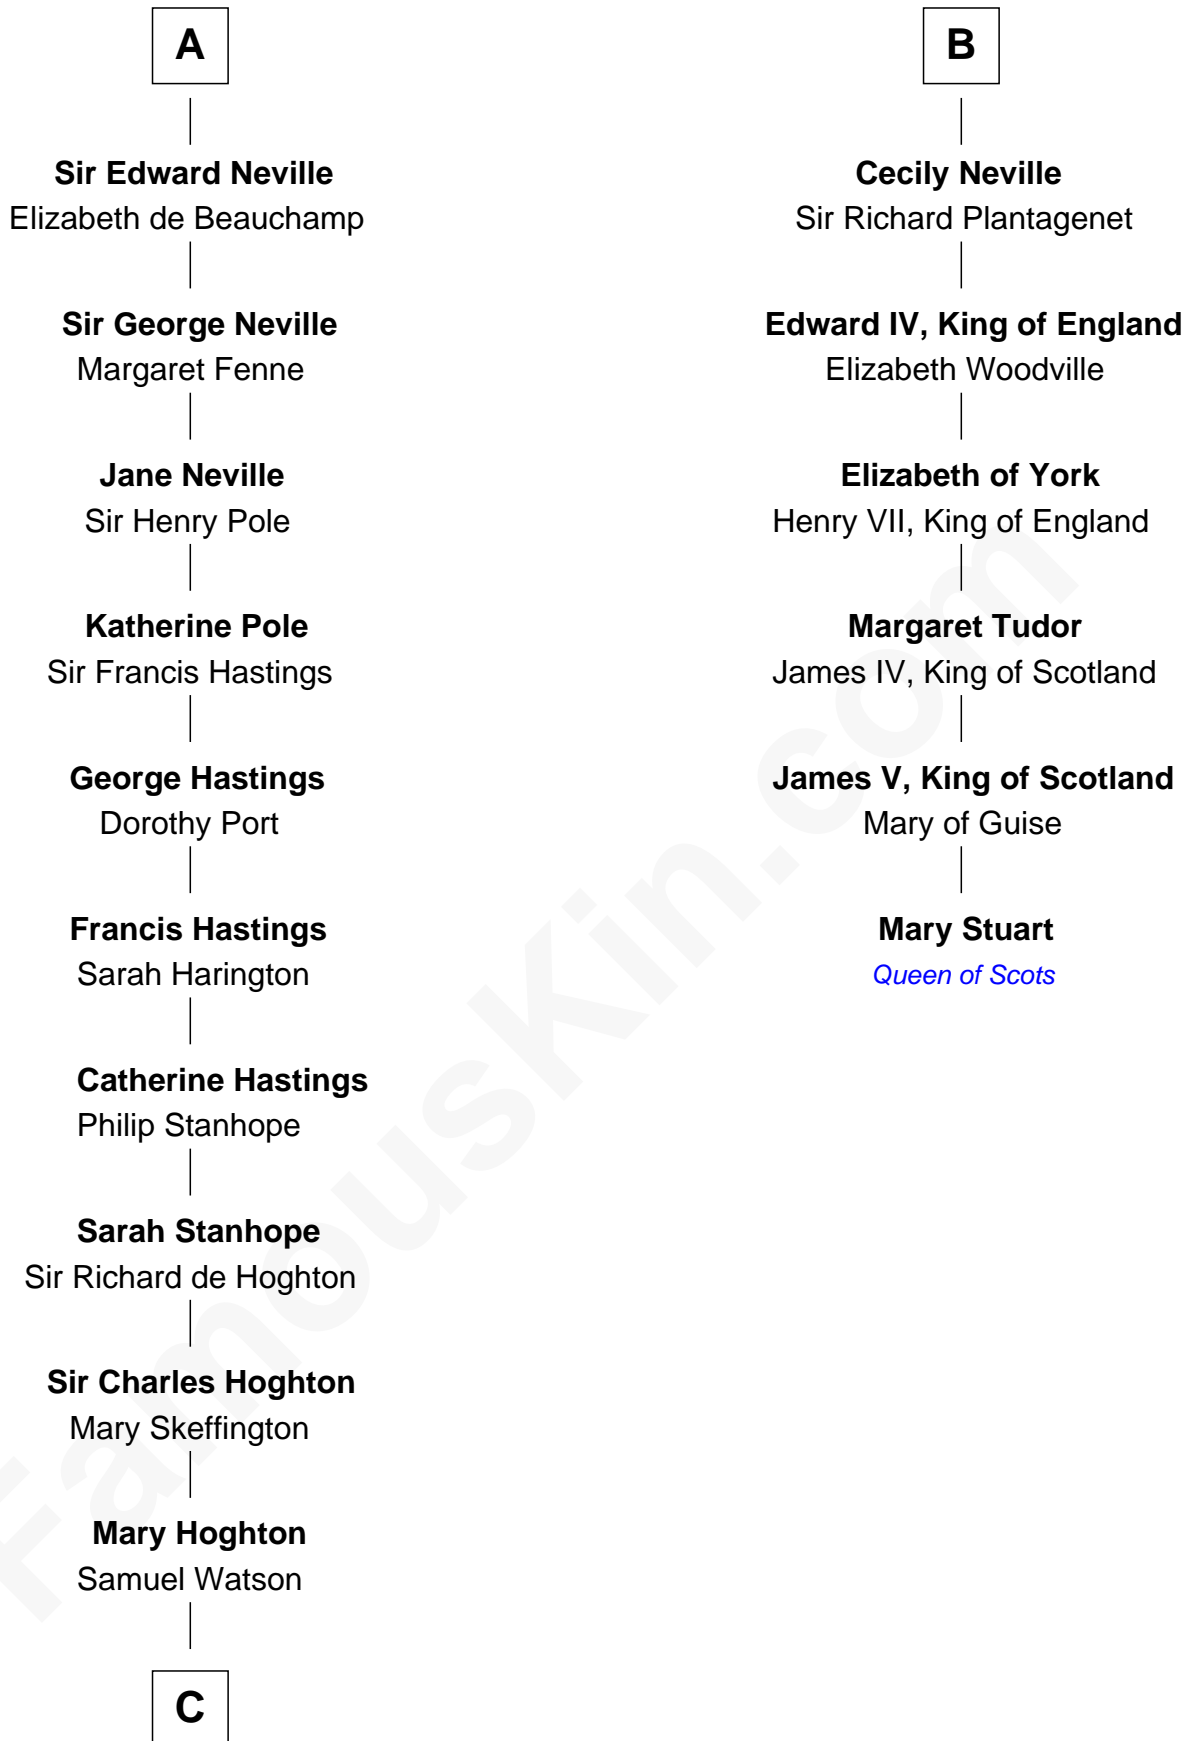 A
Sir Edward Neville
Elizabeth de Beauchamp
Sir George Neville
Margaret Fenne
Jane Neville
Sir Henry Pole
Katherine Pole
Sir Francis Hastings
George Hastings
Dorothy Port
Francis Hastings
Sarah Harington
Catherine Hastings
Philip Stanhope
Sarah Stanhope
Sir Richard de Hoghton
Sir Charles Hoghton
Mary Skeffington
Mary Hoghton
Samuel Watson
C
B
Cecily Neville
Sir Richard Plantagenet
Edward IV, King of England
Elizabeth Woodville
Elizabeth of York
Henry VII, King of England
Margaret Tudor
James IV, King of Scotland
James V, King of Scotland
Mary of Guise
Mary Stuart
Queen of Scots
FamousKin.com